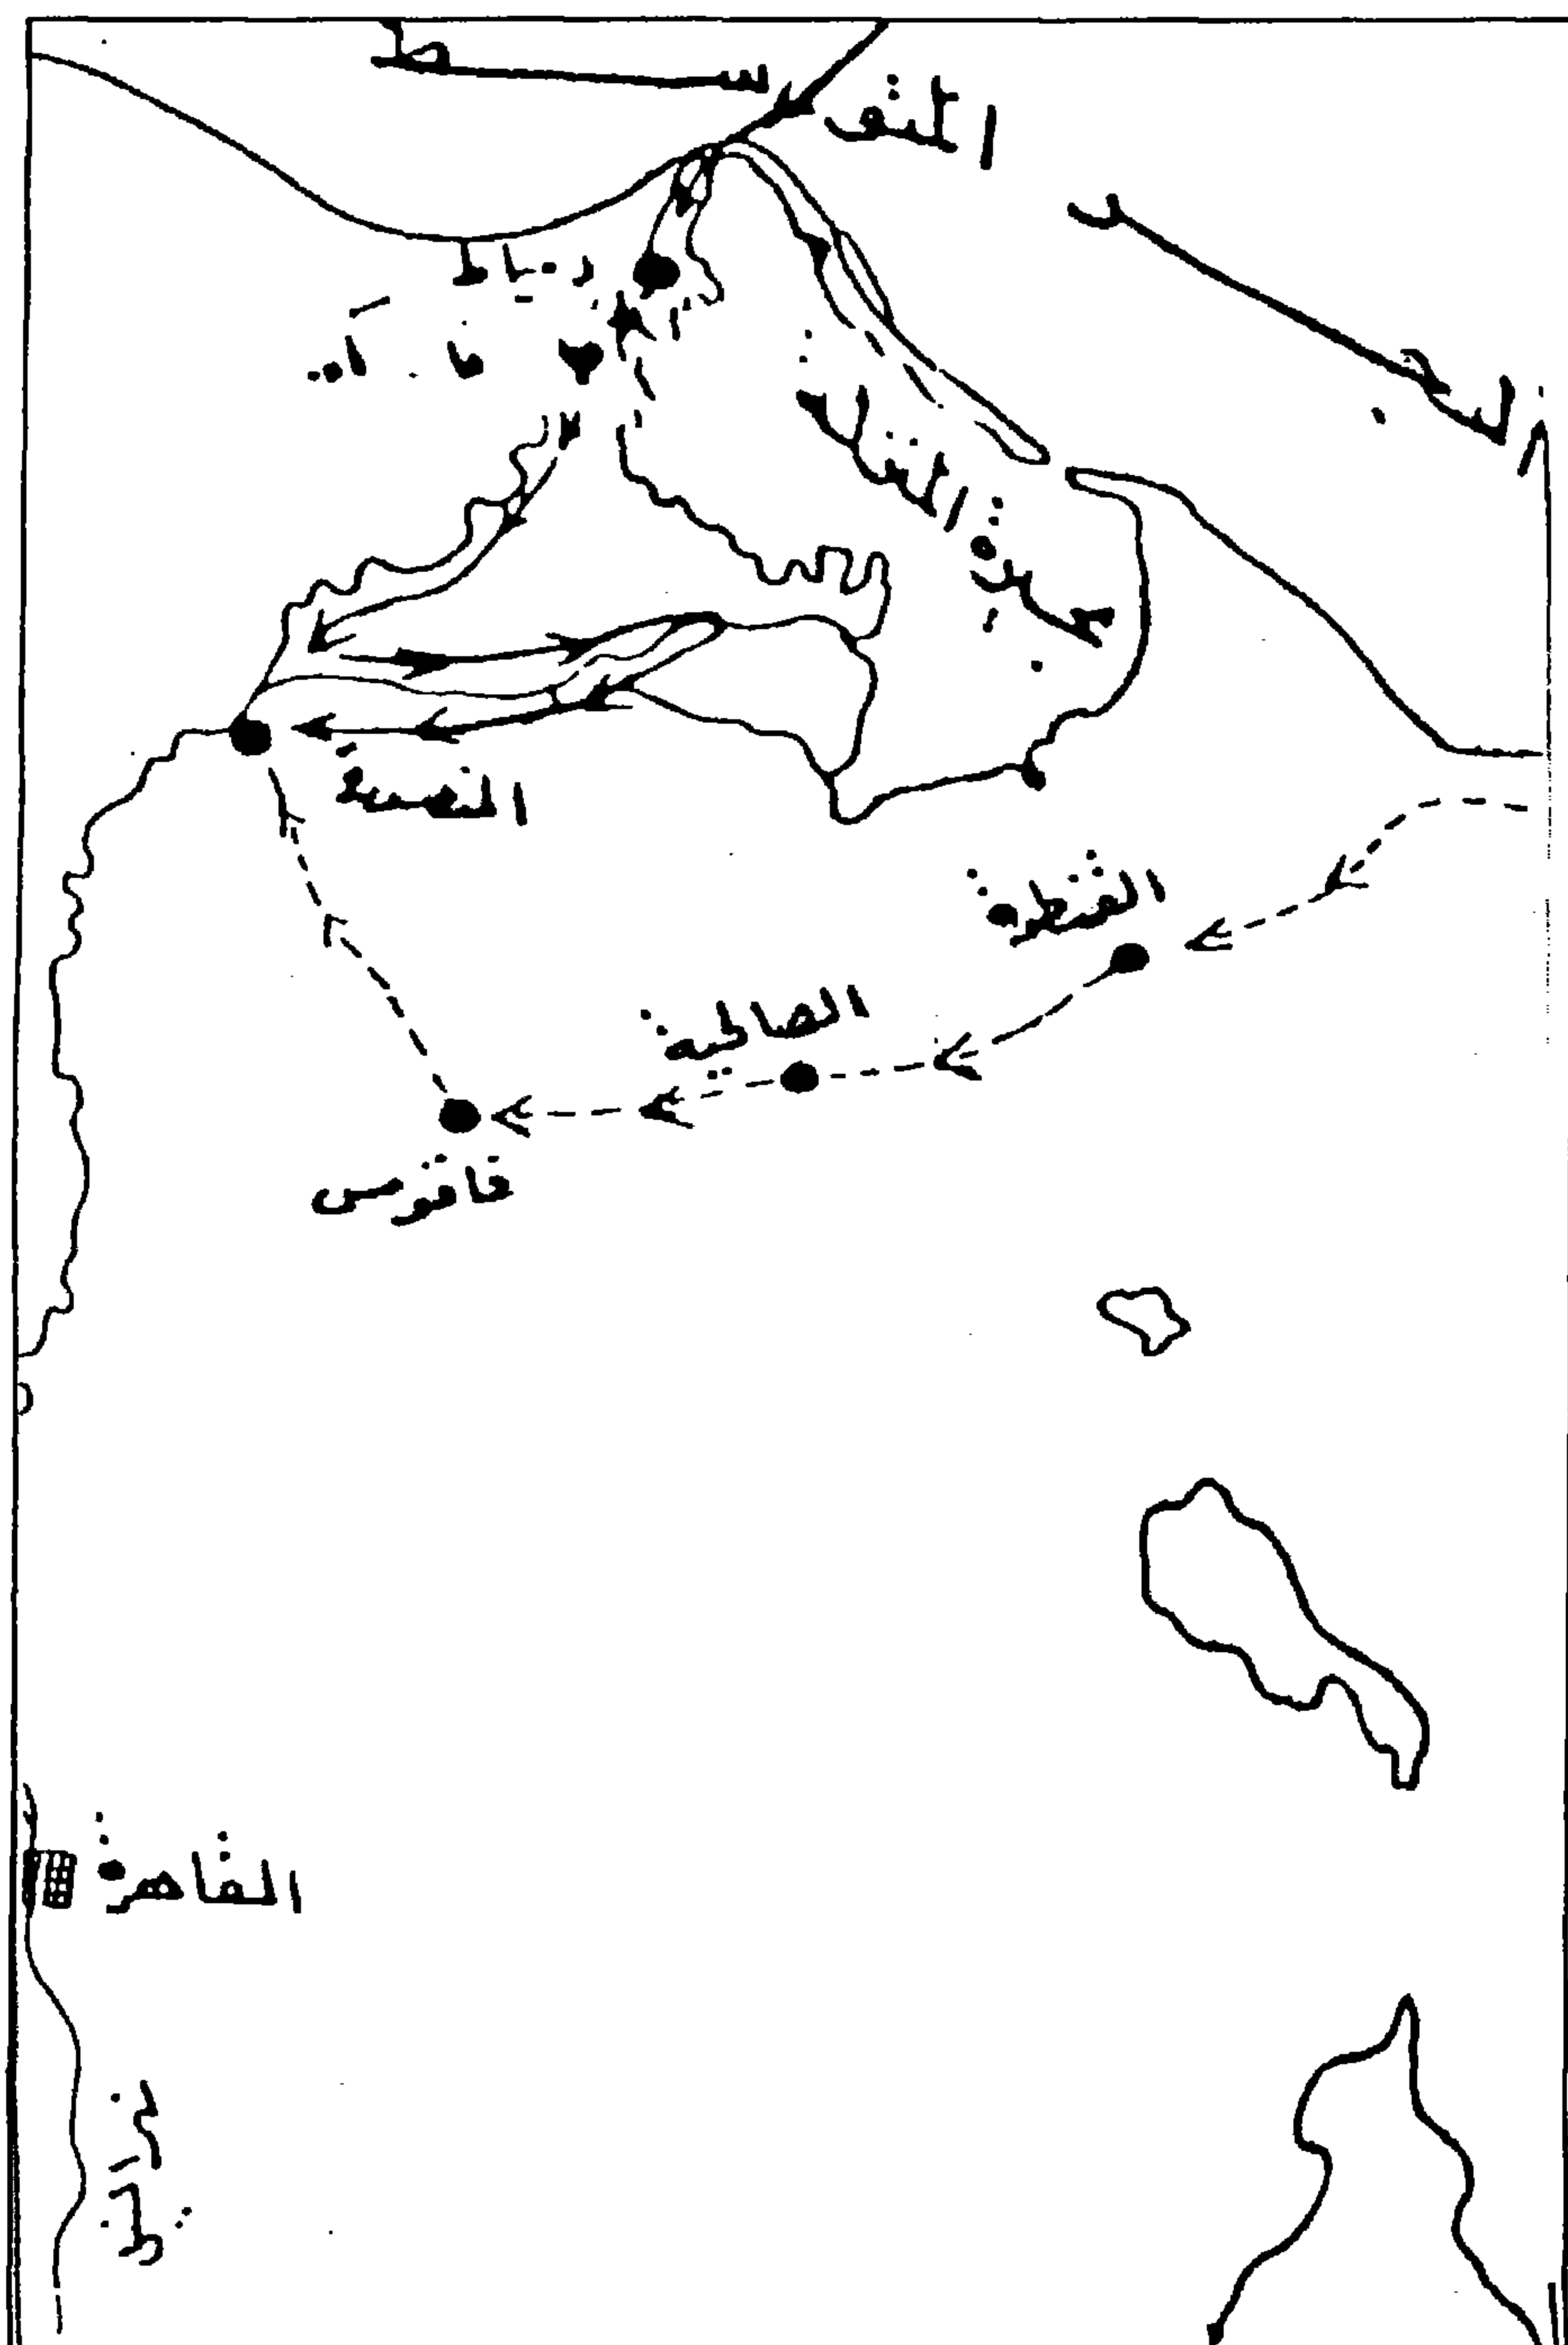 البحر
المتوسط
دمياط
بحيرة المنزلة
المنصورة
القنطرة
الصالحية
فاقوس
القاهرة